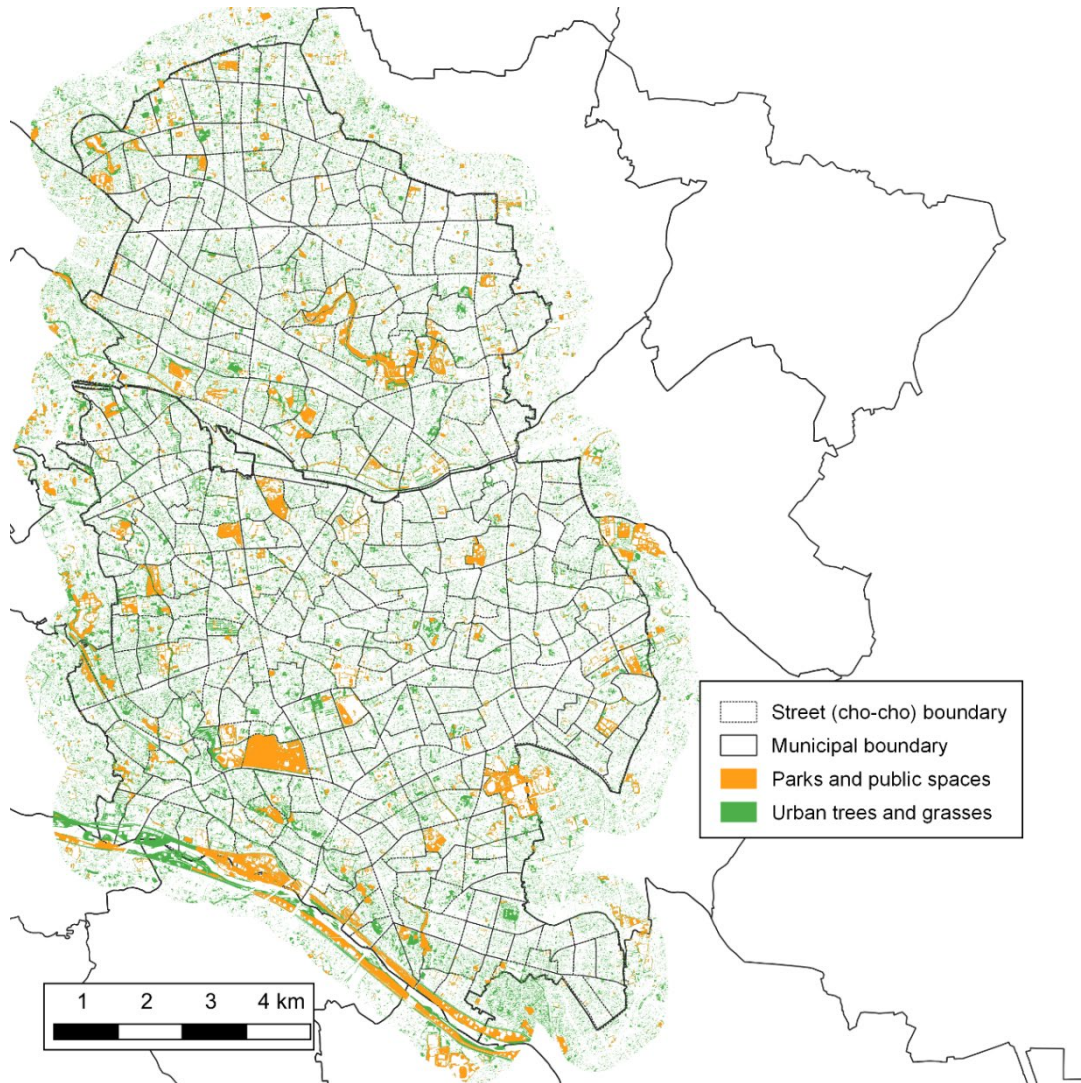 Street (cho-cho) boundary
Municipal boundary
Parks and public spaces
Urban trees and grasses
1 2 3 4 km